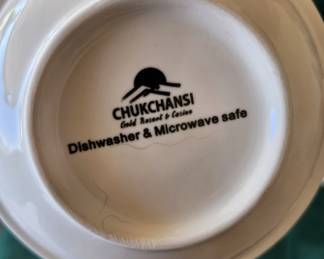 CHUKCHANSI
Gold Resort & Casino
Dishwasher & Microwave safe